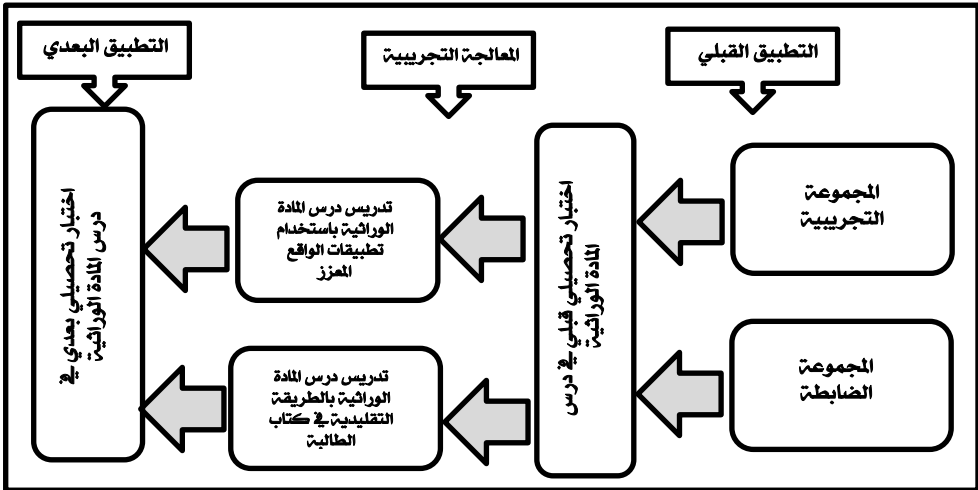 التطبيق القبلي
المعالجة التجريبية
التطبيق البعدي
المجموعة
التجريبية
المجموعة
الضابطة
اختبار تحصيلي قبلي في درس
المادة الوراثية
تدريس درس المادة
الوراثية باستخدام
تطبيقات الواقع
المعزز
تدريس درس المادة
الوراثية بالطريقة
التقليدية في كتاب
الطالبة
اختبار تحصيلي بعدي في
درس المادة الوراثية